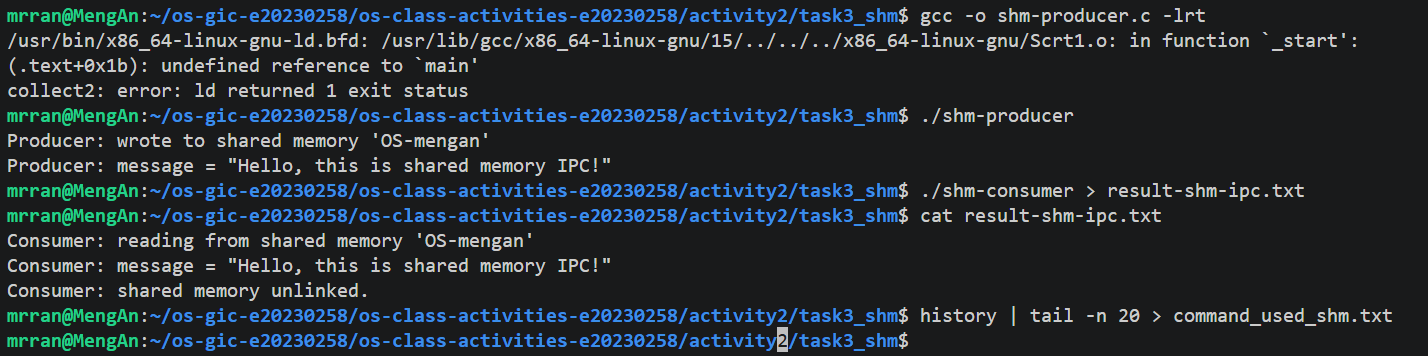 mrran@MengAn:~/os-gic-e20230258/os-class-activities-e20230258/activity2/task3_shm$ gcc -o shm-producer.c -lrt
/usr/bin/x86_64-linux-gnu-ld.bfd: /usr/lib/gcc/x86_64-linux-gnu/15/../../../x86_64-linux-gnu/Scrt1.o: in function `_start':
(.text+0x1b): undefined reference to `main'
collect2: error: ld returned 1 exit status
mrran@MengAn:~/os-gic-e20230258/os-class-activities-e20230258/activity2/task3_shm$ ./shm-producer
Producer: wrote to shared memory 'OS-mengan'
Producer: message = "Hello, this is shared memory IPC!"
mrran@MengAn:~/os-gic-e20230258/os-class-activities-e20230258/activity2/task3_shm$ ./shm-consumer > result-shm-ipc.txt
mrran@MengAn:~/os-gic-e20230258/os-class-activities-e20230258/activity2/task3_shm$ cat result-shm-ipc.txt
Consumer: reading from shared memory 'OS-mengan'
Consumer: message = "Hello, this is shared memory IPC!"
Consumer: shared memory unlinked.
mrran@MengAn:~/os-gic-e20230258/os-class-activities-e20230258/activity2/task3_shm$ history | tail -n 20 > command_used_shm.txt
mrran@MengAn:~/os-gic-e20230258/os-class-activities-e20230258/activity2/task3_shm$